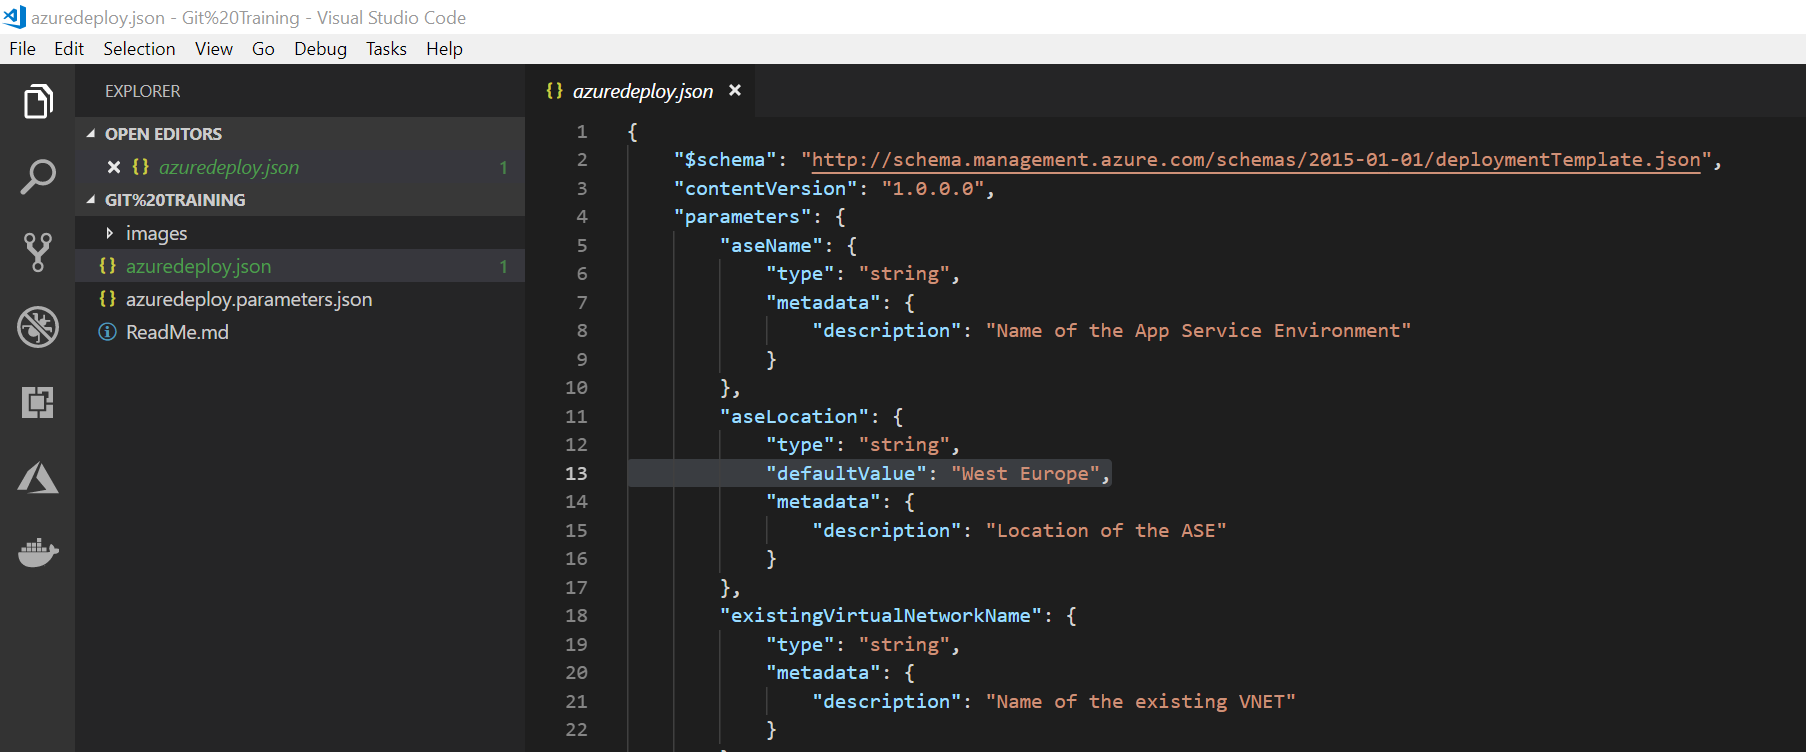 azuredeploy.json - Git%20Training - Visual Studio Code
File Edit Selection View Go Debug Tasks Help
EXPLORER
OPEN EDITORS
azuredeploy.json 1
GIT%20TRAINING
images
{} azuredeploy.json 1
{} azuredeploy.parameters.json
ReadMe.md
{} azuredeploy.json
1 {
2 "$schema": "http://schema.management.azure.com/schemas/2015-01-01/deploymentTemplate.json",
3 "contentVersion": "1.0.0.0",
4 "parameters": {
5 "aseName": {
6 "type": "string",
7 "metadata": {
8 "description": "Name of the App Service Environment"
9 }
10 },
11 "aseLocation": {
12 "type": "string",
13 "defaultValue": "West Europe",
14 "metadata": {
15 "description": "Location of the ASE"
16 }
17 },
18 "existingVirtualNetworkName": {
19 "type": "string",
20 "metadata": {
21 "description": "Name of the existing VNET"
22 }